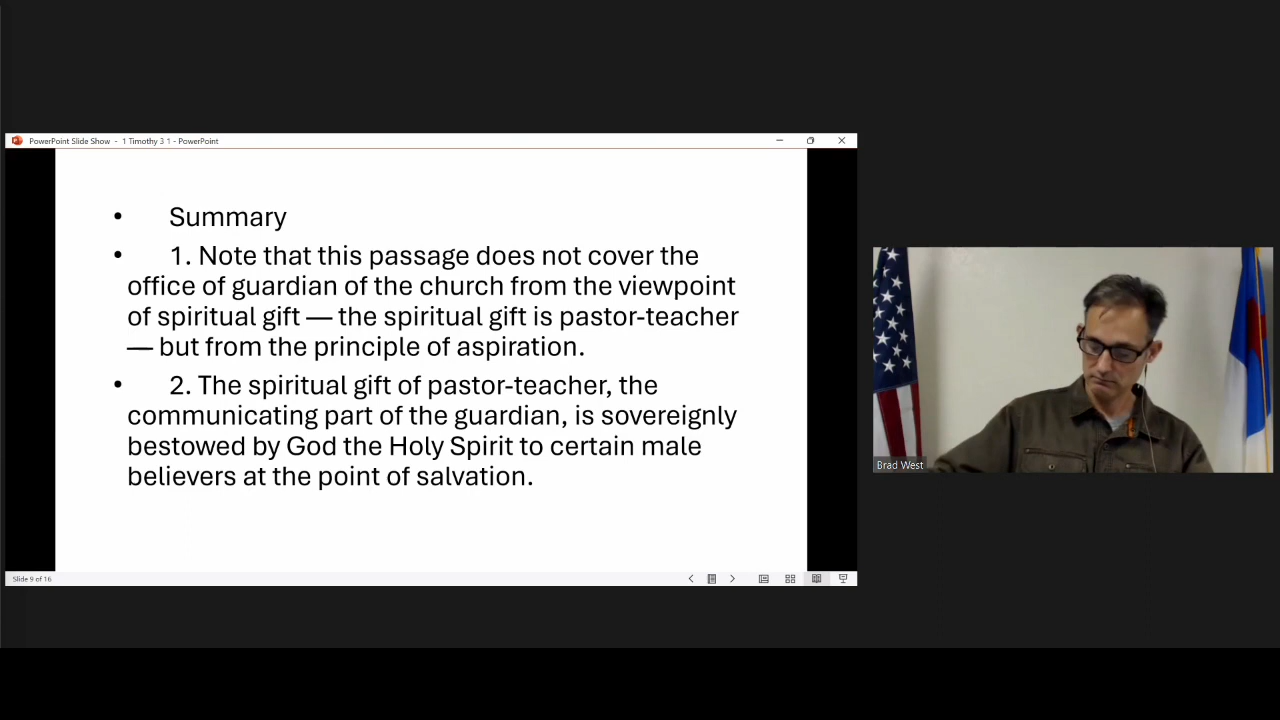 PowerPoint Slide Show - 1 Timothy 3 1 - PowerPoint
• Summary
• 1. Note that this passage does not cover the
office of guardian of the church from the viewpoint
of spiritual gift — the spiritual gift is pastor-teacher
— but from the principle of aspiration.
• 2. The spiritual gift of pastor-teacher, the
communicating part of the guardian, is sovereignly
bestowed by God the Holy Spirit to certain male
believers at the point of salvation.
Brad West
Slide 9 of 16